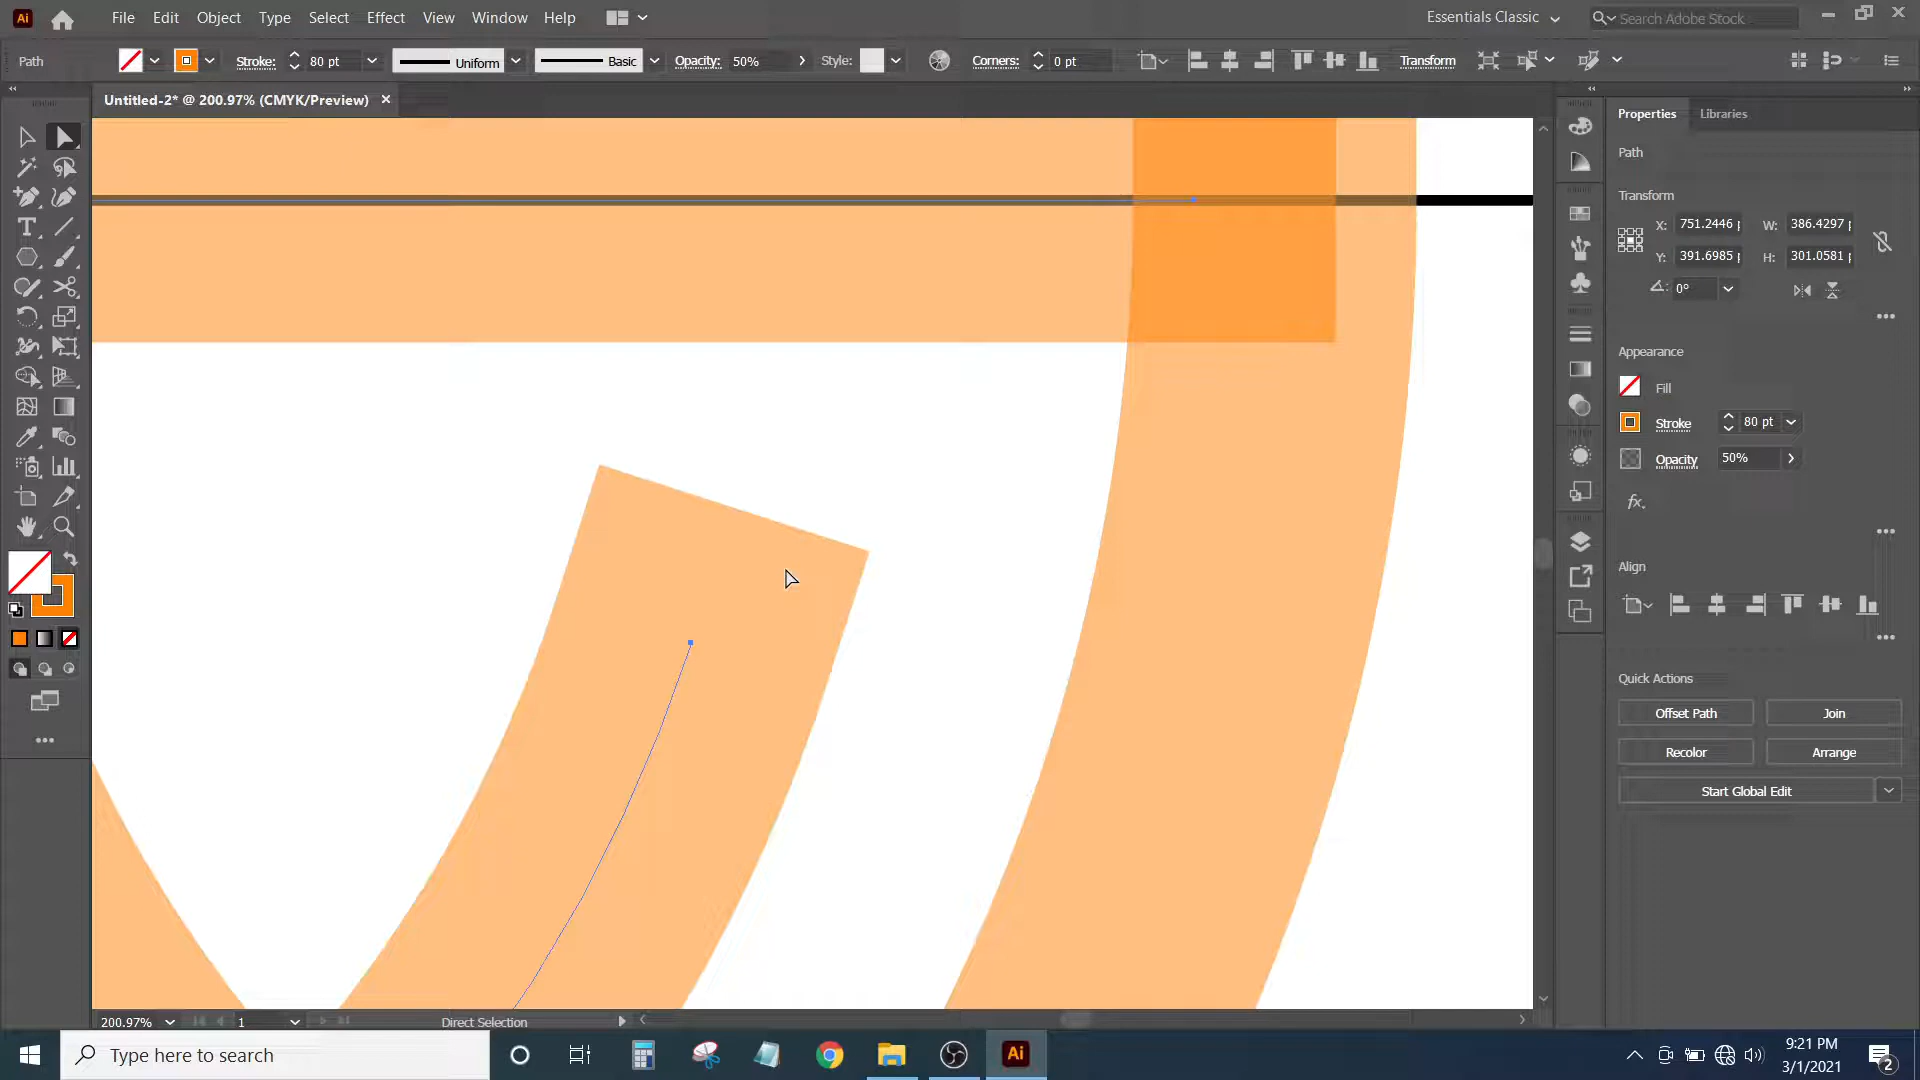 Ai File Edit Object Type Select Effect View Window Help Essentials Classic Search Adobe Stock
Path Stroke: 80 pt Uniform Basic Opacity: 50% Style: Corners: 0 pt Transform
Untitled-2* @ 200.97% (CMYK/Preview)
Properties Libraries
Path
Transform
X: 751.2446 p W: 386.4297 p
Y: 391.6985 p H: 301.0581 p
0°
Appearance
Fill
Stroke 80 pt
Opacity 50%
fx.
Align
Quick Actions
Offset Path Join
Recolor Arrange
Start Global Edit
200.97% 1 Direct Selection
Type here to search
Ai
9:21 PM
3/1/2021
2